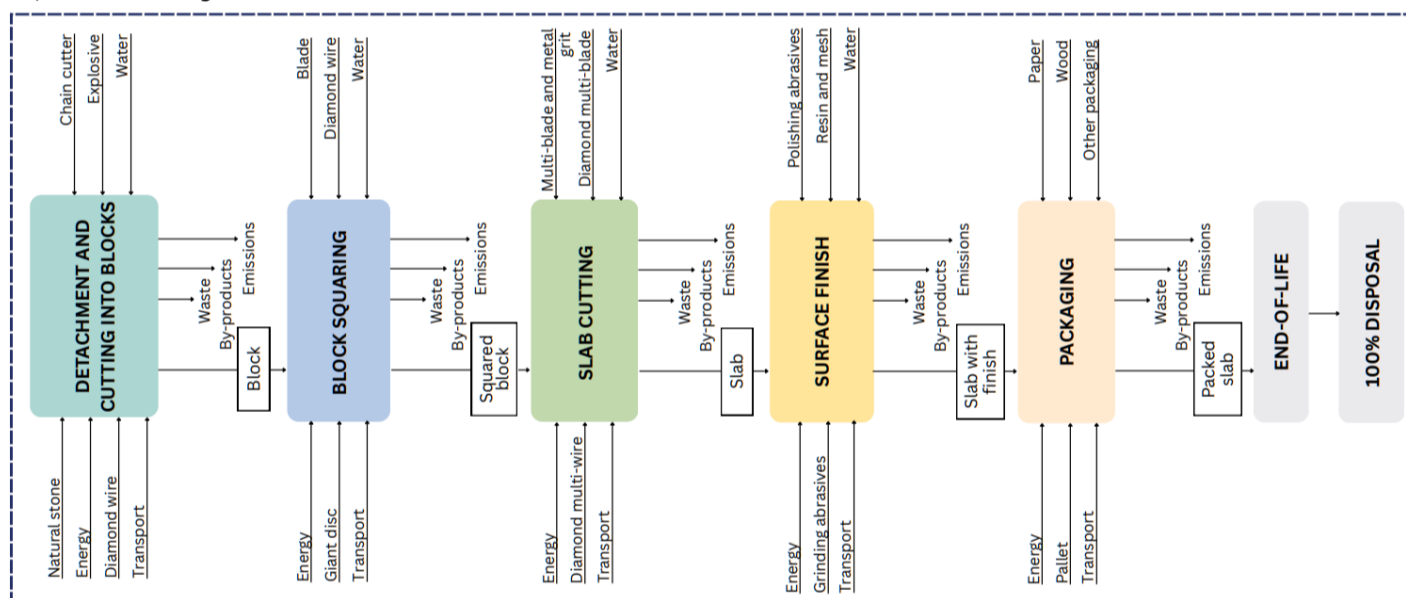 Natural stone
Energy
Diamond wire
Transport
DETACHMENT AND
CUTTING INTO BLOCKS
Chain cutter
Explosive
Water
Waste
By-products
Emissions
Block
Energy
Giant disc
Transport
BLOCK SQUARING
Blade
Diamond wire
Water
Waste
By-products
Emissions
Squared
block
Energy
Diamond multi-wire
Transport
SLAB CUTTING
Multi-blade and metal
grit
Diamond multi-blade
Water
Waste
By-products
Emissions
Slab
Energy
Grinding abrasives
Transport
SURFACE FINISH
Polishing abrasives
Resin and mesh
Water
Waste
By-products
Emissions
Slab with
finish
Energy
Pallet
Transport
PACKAGING
Paper
Wood
Other packaging
Waste
By-products
Emissions
Packed
slab
END-OF-LIFE
100% DISPOSAL